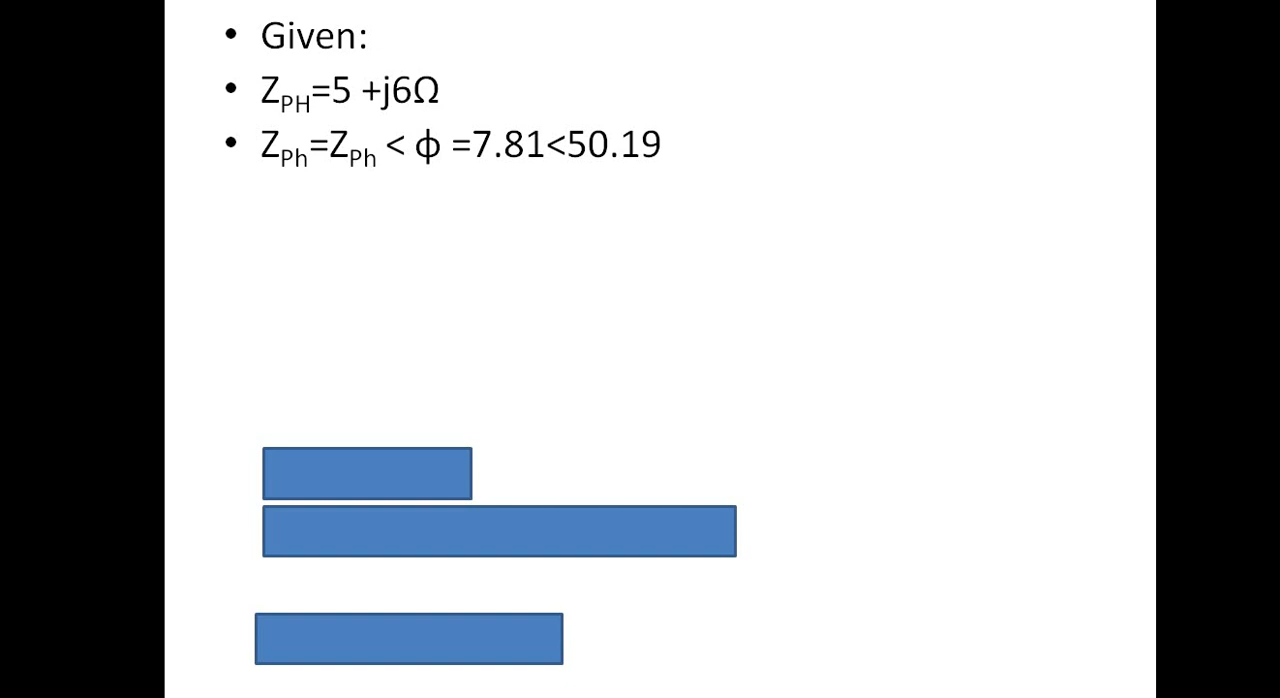 • Given:
• ZPH=5 +j6Ω
• ZPh=ZPh < ϕ =7.81<50.19